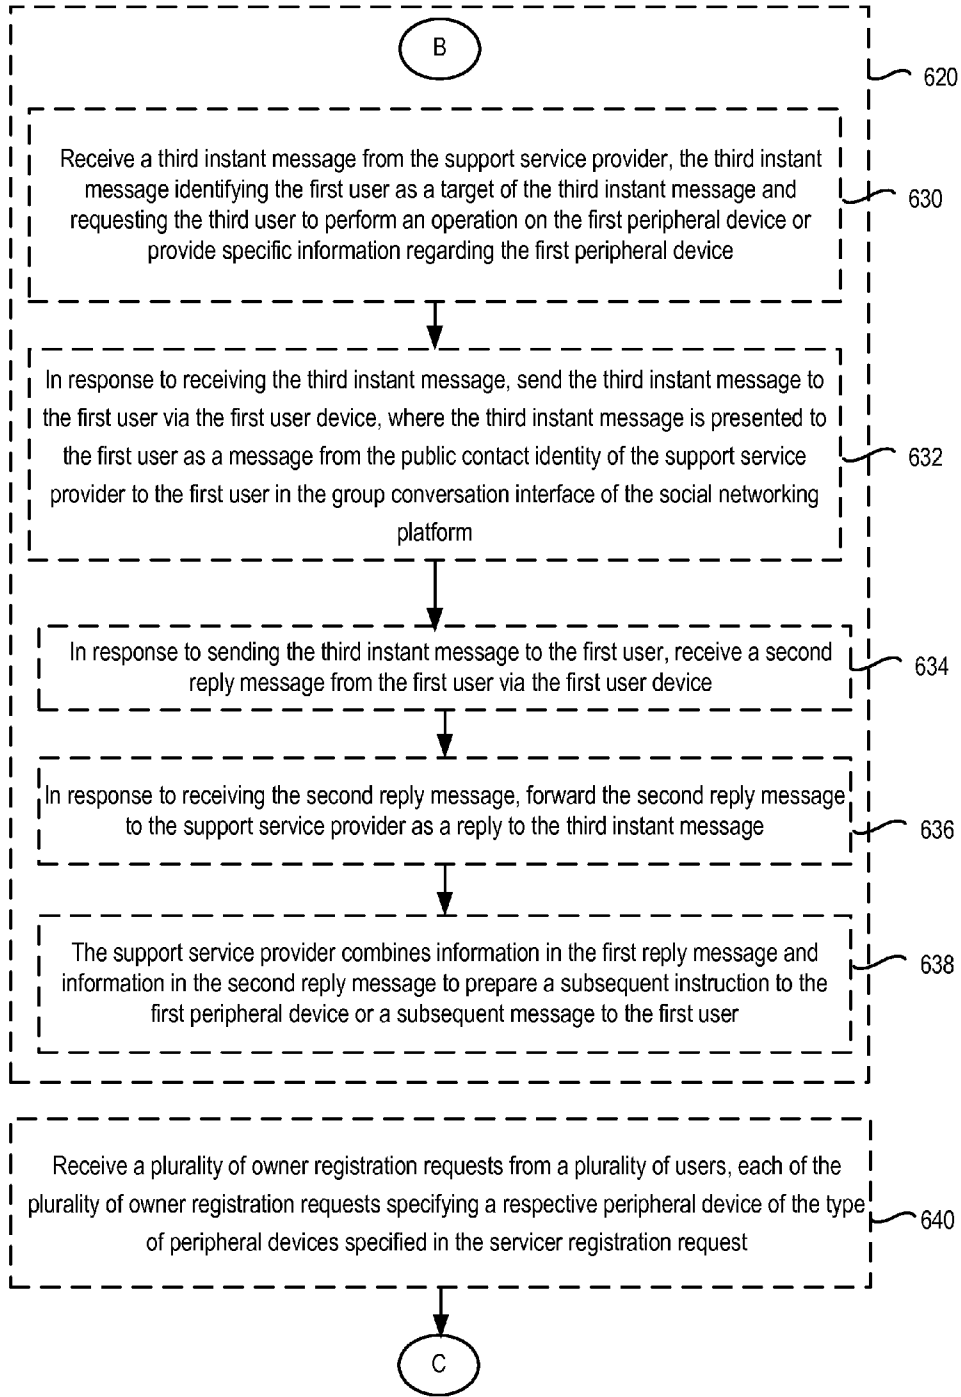 B
620
Receive a third instant message from the support service provider, the third instant
message identifying the first user as a target of the third instant message and
requesting the third user to perform an operation on the first peripheral device or
provide specific information regarding the first peripheral device
630
In response to receiving the third instant message, send the third instant message to
the first user via the first user device, where the third instant message is presented to
the first user as a message from the public contact identity of the support service
provider to the first user in the group conversation interface of the social networking
platform
632
In response to sending the third instant message to the first user, receive a second
reply message from the first user via the first user device
634
In response to receiving the second reply message, forward the second reply message
to the support service provider as a reply to the third instant message
636
The support service provider combines information in the first reply message and
information in the second reply message to prepare a subsequent instruction to the
first peripheral device or a subsequent message to the first user
638
Receive a plurality of owner registration requests from a plurality of users, each of the
plurality of owner registration requests specifying a respective peripheral device of the type
of peripheral devices specified in the servicer registration request
640
C